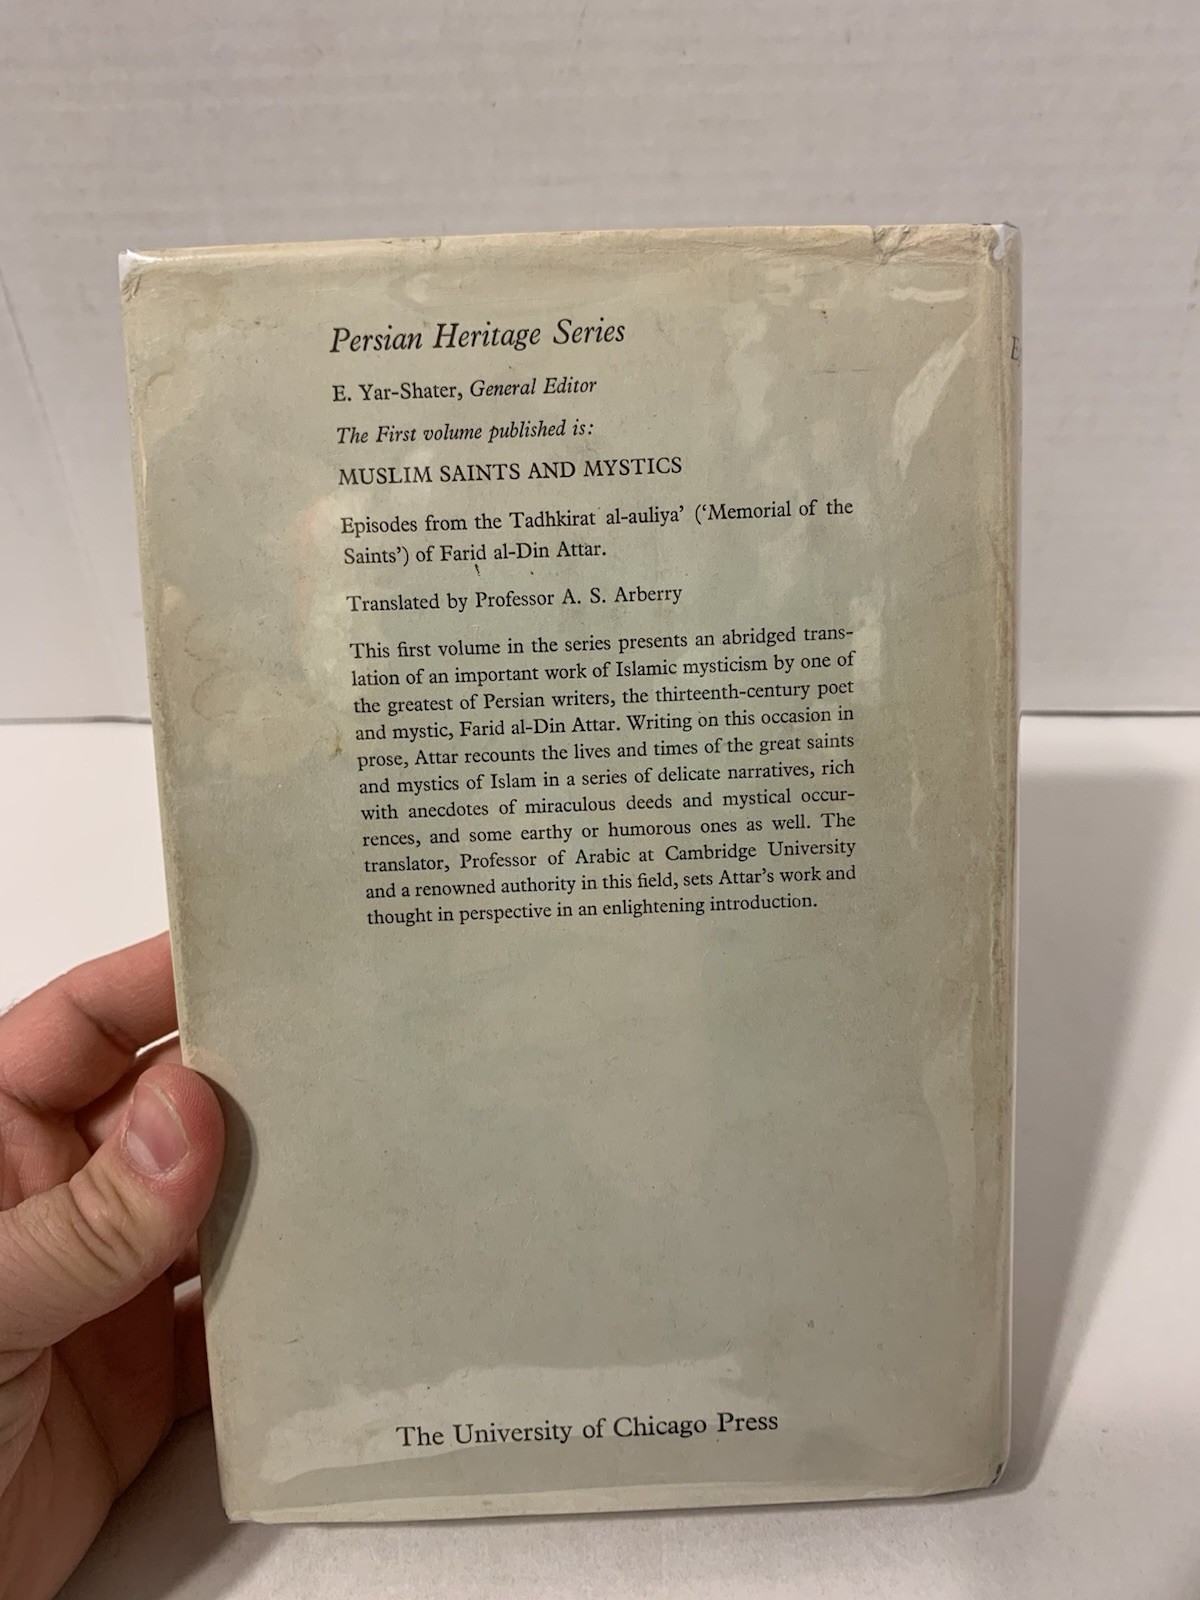 Persian Heritage Series
E. Yar-Shater, General Editor
The First volume published is:
MUSLIM SAINTS AND MYSTICS
Episodes from the Tadhkirat al-auliya’ (‘Memorial of the
Saints’) of Farid al-Din Attar.
Translated by Professor A. S. Arberry
This first volume in the series presents an abridged trans-
lation of an important work of Islamic mysticism by one of
the greatest of Persian writers, the thirteenth-century poet
and mystic, Farid al-Din Attar. Writing on this occasion in
prose, Attar recounts the lives and times of the great saints
and mystics of Islam in a series of delicate narratives, rich
with anecdotes of miraculous deeds and mystical occur-
rences, and some earthy or humorous ones as well. The
translator, Professor of Arabic at Cambridge University
and a renowned authority in this field, sets Attar’s work and
thought in perspective in an enlightening introduction.
The University of Chicago Press